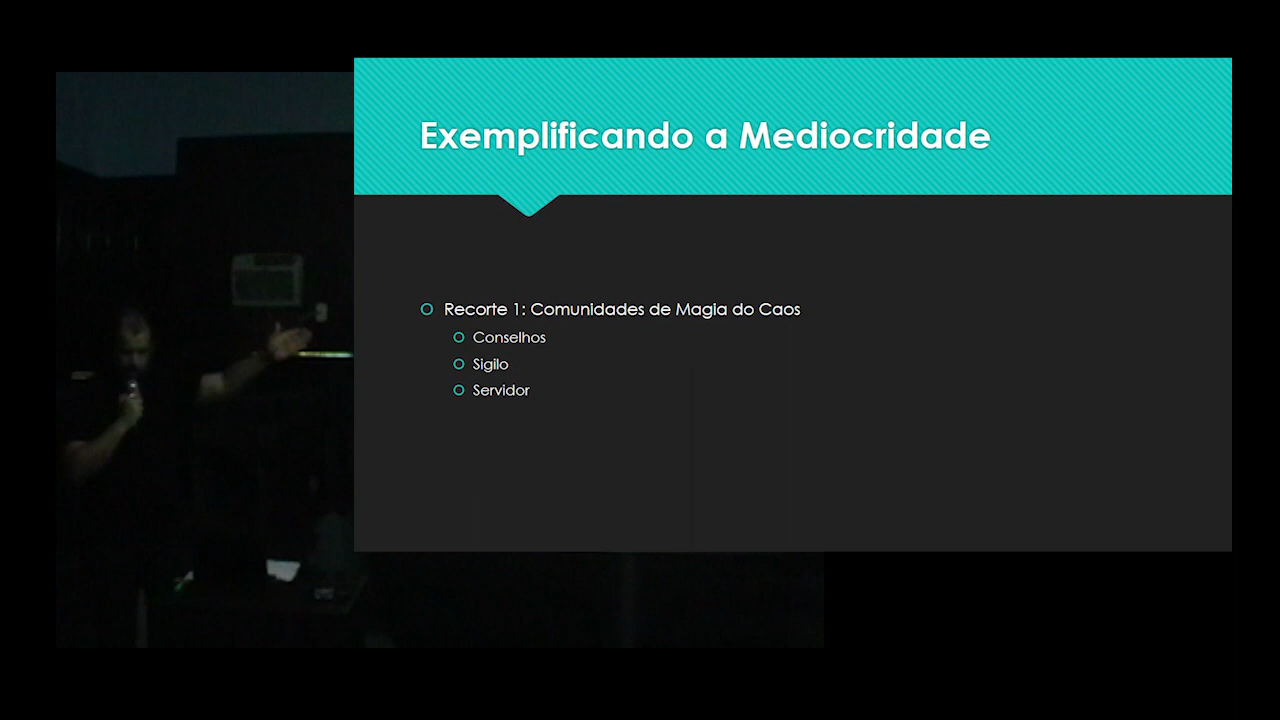 Exemplificando a Mediocridade
Recorte 1: Comunidades de Magia do Caos
Conselhos
Sigilo
Servidor